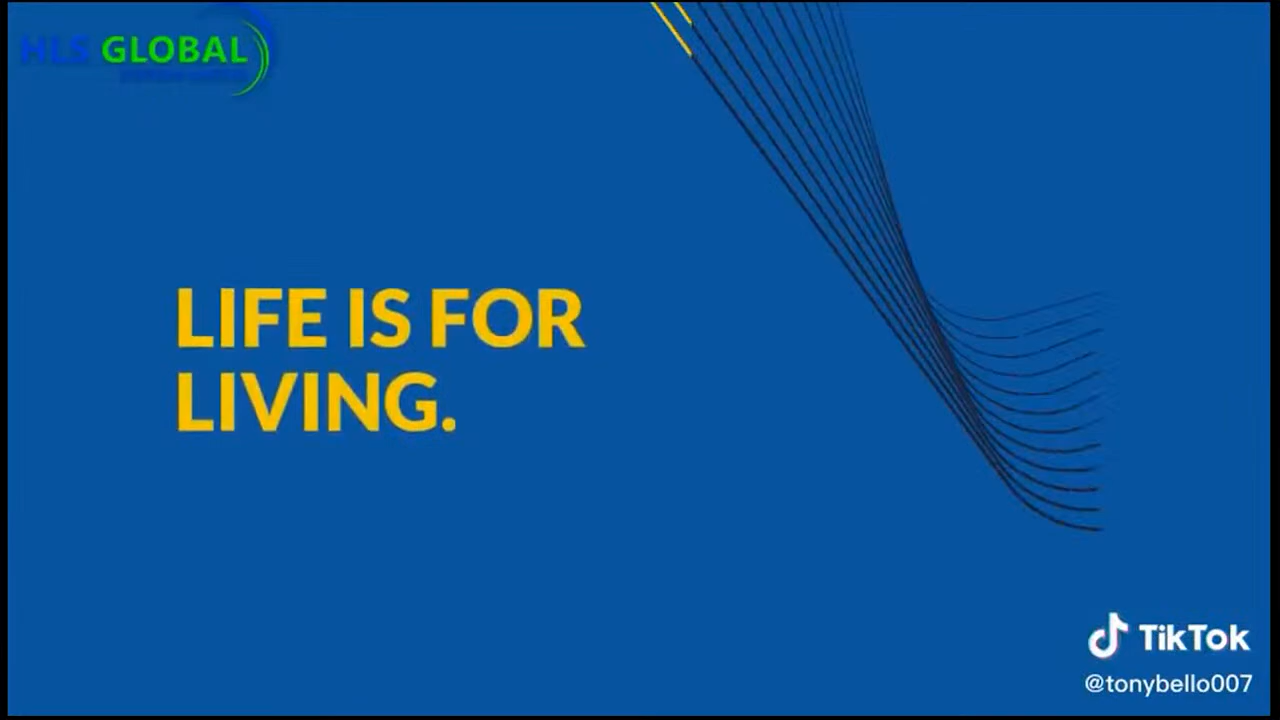 HLS GLOBAL
LIFE IS FOR
LIVING.
TikTok
@tonybello007